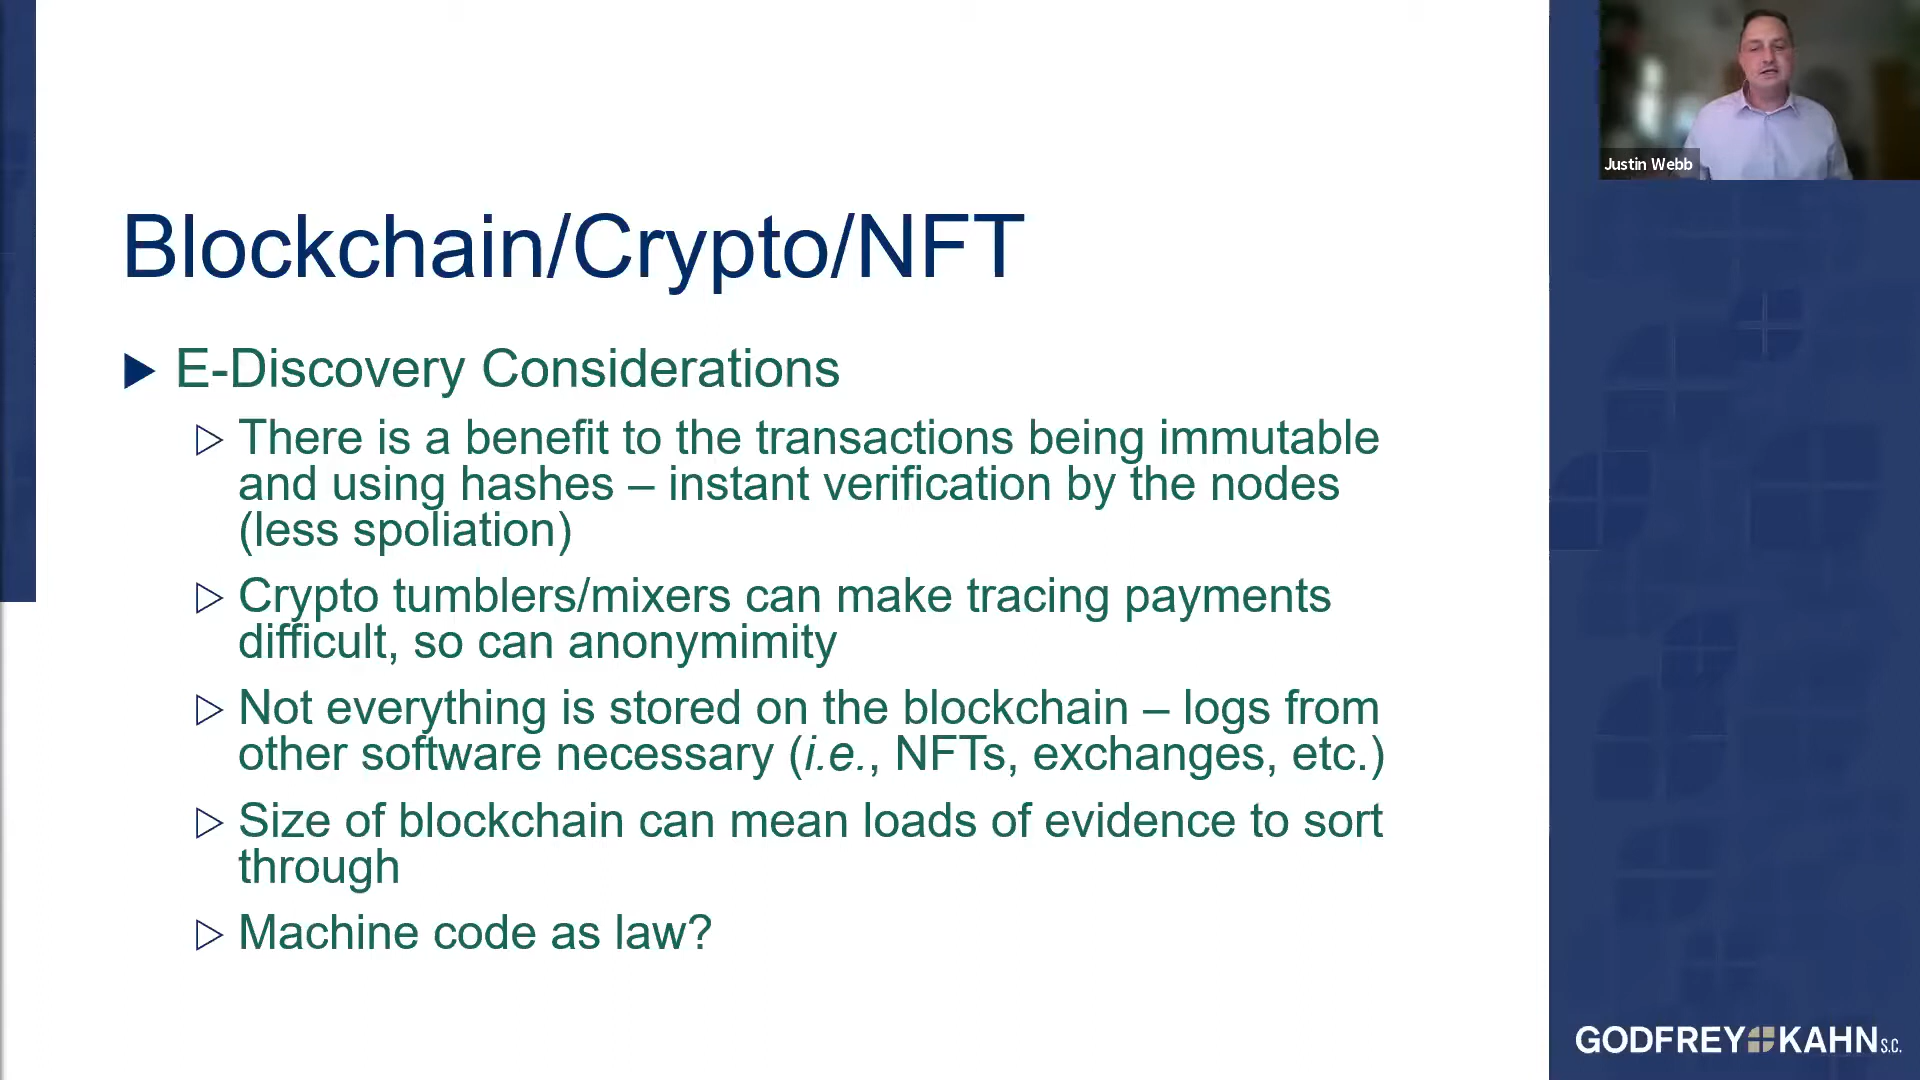 Justin Webb
Blockchain/Crypto/NFT
E-Discovery Considerations
There is a benefit to the transactions being immutable
and using hashes – instant verification by the nodes
(less spoliation)
Crypto tumblers/mixers can make tracing payments
difficult, so can anonymimity
Not everything is stored on the blockchain – logs from
other software necessary (i.e., NFTs, exchanges, etc.)
Size of blockchain can mean loads of evidence to sort
through
Machine code as law?
GODFREY KAHN S.C.